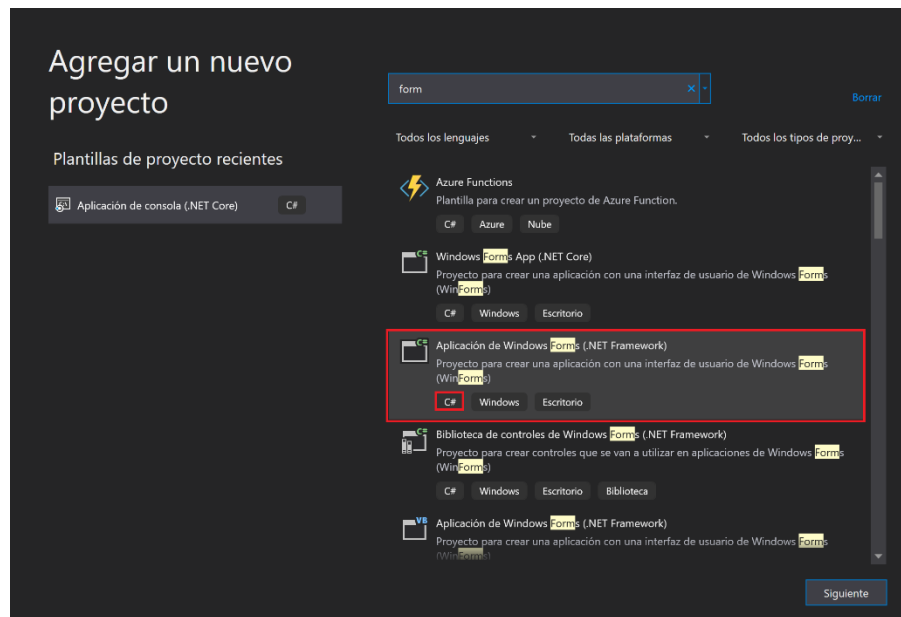 Agregar un nuevo
proyecto
Plantillas de proyecto recientes
Aplicación de consola (.NET Core) C#
form
Borrar
Todos los lenguajes Todas las plataformas Todos los tipos de proy...
Azure Functions
Plantilla para crear un proyecto de Azure Function.
C# Azure Nube
C#
Windows Forms App (.NET Core)
Proyecto para crear una aplicación con una interfaz de usuario de Windows Forms
(WinForms)
C# Windows Escritorio
C#
Aplicación de Windows Forms (.NET Framework)
Proyecto para crear una aplicación con una interfaz de usuario de Windows Forms
(WinForms)
C# Windows Escritorio
C#
Biblioteca de controles de Windows Forms (.NET Framework)
Proyecto para crear controles que se van a utilizar en aplicaciones de Windows Forms
(WinForms)
C# Windows Escritorio Biblioteca
VB
Aplicación de Windows Forms (.NET Framework)
Proyecto para crear una aplicación con una interfaz de usuario de Windows Forms
(WinForms)
Siguiente